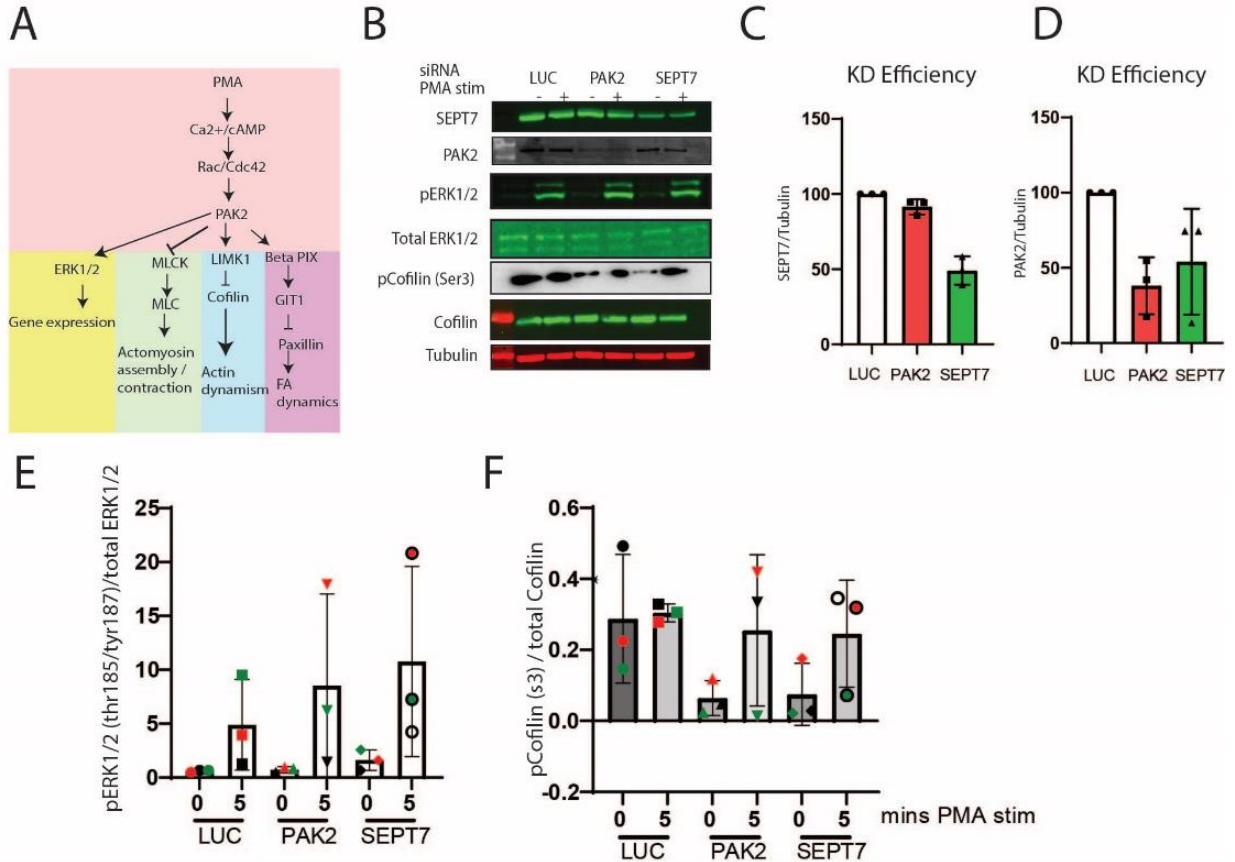 A
PMA
Ca2+/cAMP
Rac/Cdc42
PAK2
ERK1/2
MLCK
LIMK1
Beta PIX
Gene expression
MLC
Cofilin
GIT1
Actomyosin
assembly /
contraction
Actin
dynamism
Paxillin
FA
dynamics
B
siRNA LUC PAK2 SEPT7
PMA stim - + - + - +
SEPT7
PAK2
pERK1/2
Total ERK1/2
pCofilin (Ser3)
Cofilin
Tubulin
C
KD Efficiency
SEPT7/Tubulin
150
100
50
0
LUC PAK2 SEPT7
D
KD Efficiency
PAK2/Tubulin
150
100
50
0
LUC PAK2 SEPT7
E
pERK1/2 (thr185/tyr187)/total ERK1/2
25
20
15
10
5
0
0 5 0 5 0 5
LUC PAK2 SEPT7
F
pCofilin (s3) / total Cofilin
0.6
0.4
0.2
0.0
-0.2
0 5 0 5 0 5 mins PMA stim
LUC PAK2 SEPT7